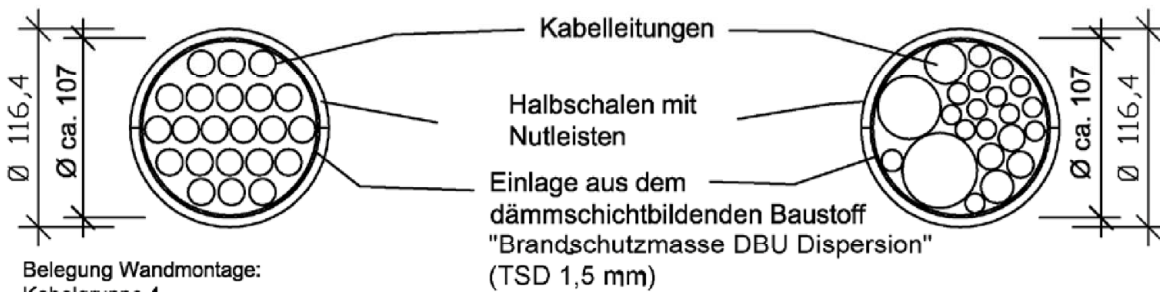 Kabelleitungen
Ø 116,4
Ø ca. 107
Halbschalen mit
Nutleisten
Ø ca. 107
Ø 116,4
Einlage aus dem
dämmschichtbildenden Baustoff
"Brandschutzmasse DBU Dispersion"
(TSD 1,5 mm)
Belegung Wandmontage: